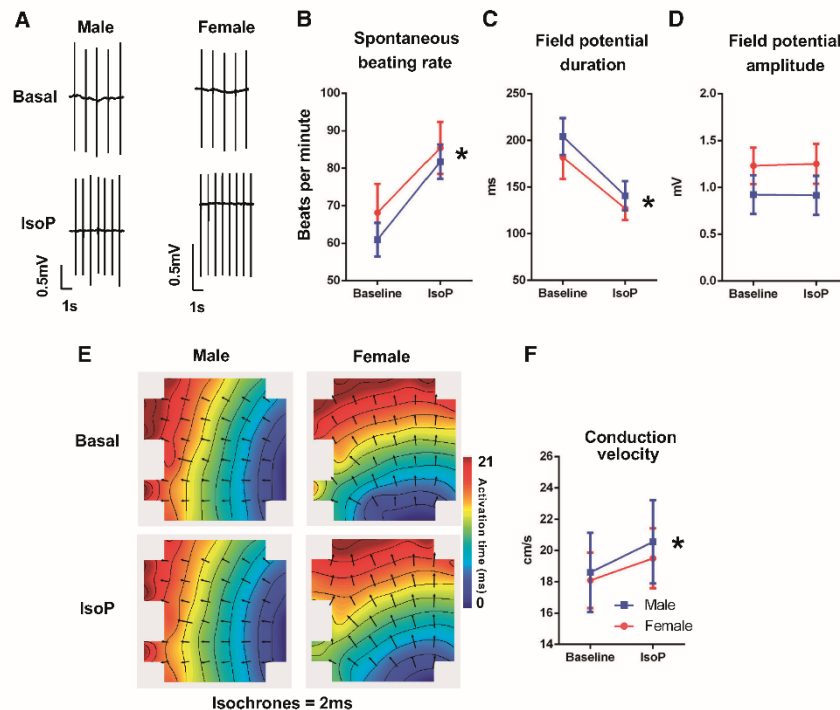 A
Male
Female
Basal
IsoP
0.5mV
1s
0.5mV
1s
B
Spontaneous
beating rate
Beats per minute
100
90
80
70
60
50
*
Baseline
IsoP
C
Field potential
duration
ms
250
200
150
100
50
*
Baseline
IsoP
D
Field potential
amplitude
mV
2.0
1.5
1.0
0.5
0.0
Baseline
IsoP
E
Male
Female
Basal
IsoP
21
Activation time (ms)
0
Isochrones = 2ms
F
Conduction
velocity
cm/s
26
24
22
20
18
16
14
*
Male
Female
Baseline
IsoP